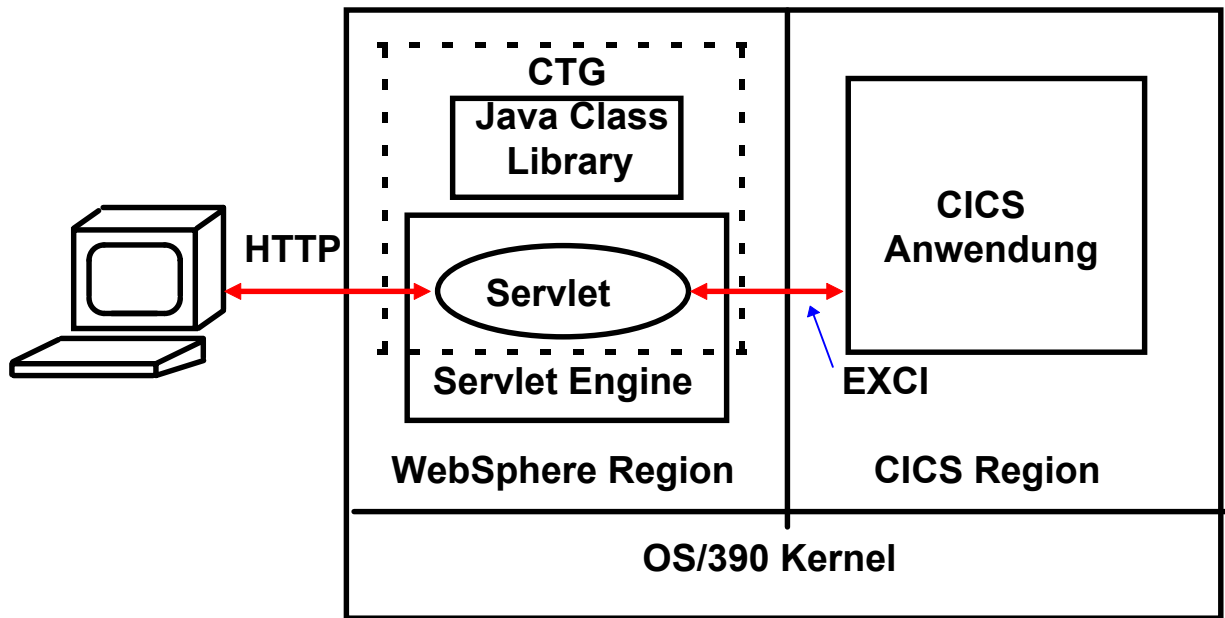 CTG
Java Class
Library
HTTP
Servlet
Servlet Engine
WebSphere Region
CICS
Anwendung
EXCI
CICS Region
OS/390 Kernel